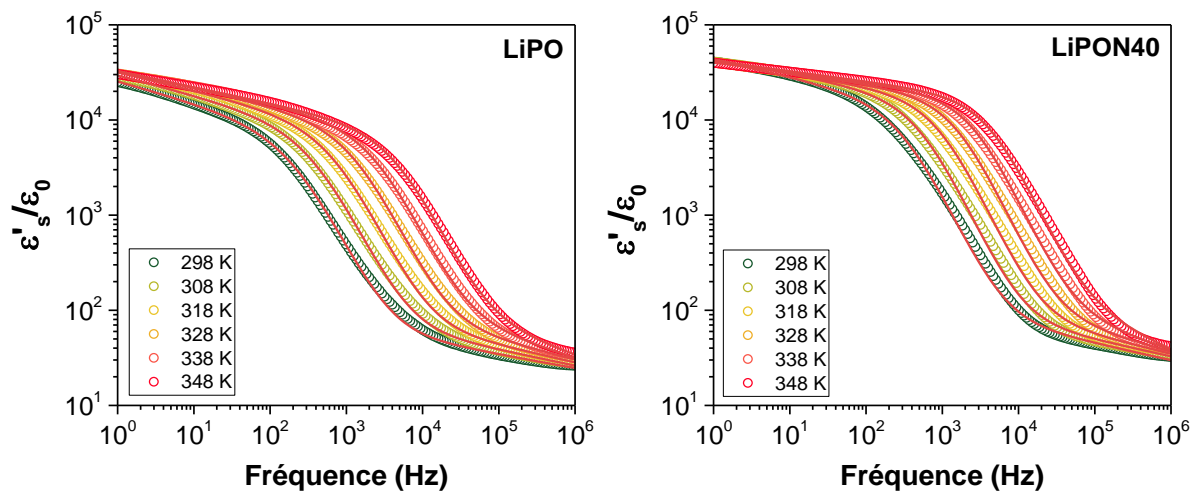 LiPO
10^5
10^4
10^3
10^2
10^1
ε'_s/ε_0
298 K
308 K
318 K
328 K
338 K
348 K
10^0 10^1 10^2 10^3 10^4 10^5 10^6
Fréquence (Hz)
LiPON40
10^5
10^4
10^3
10^2
10^1
ε'_s/ε_0
298 K
308 K
318 K
328 K
338 K
348 K
10^0 10^1 10^2 10^3 10^4 10^5 10^6
Fréquence (Hz)